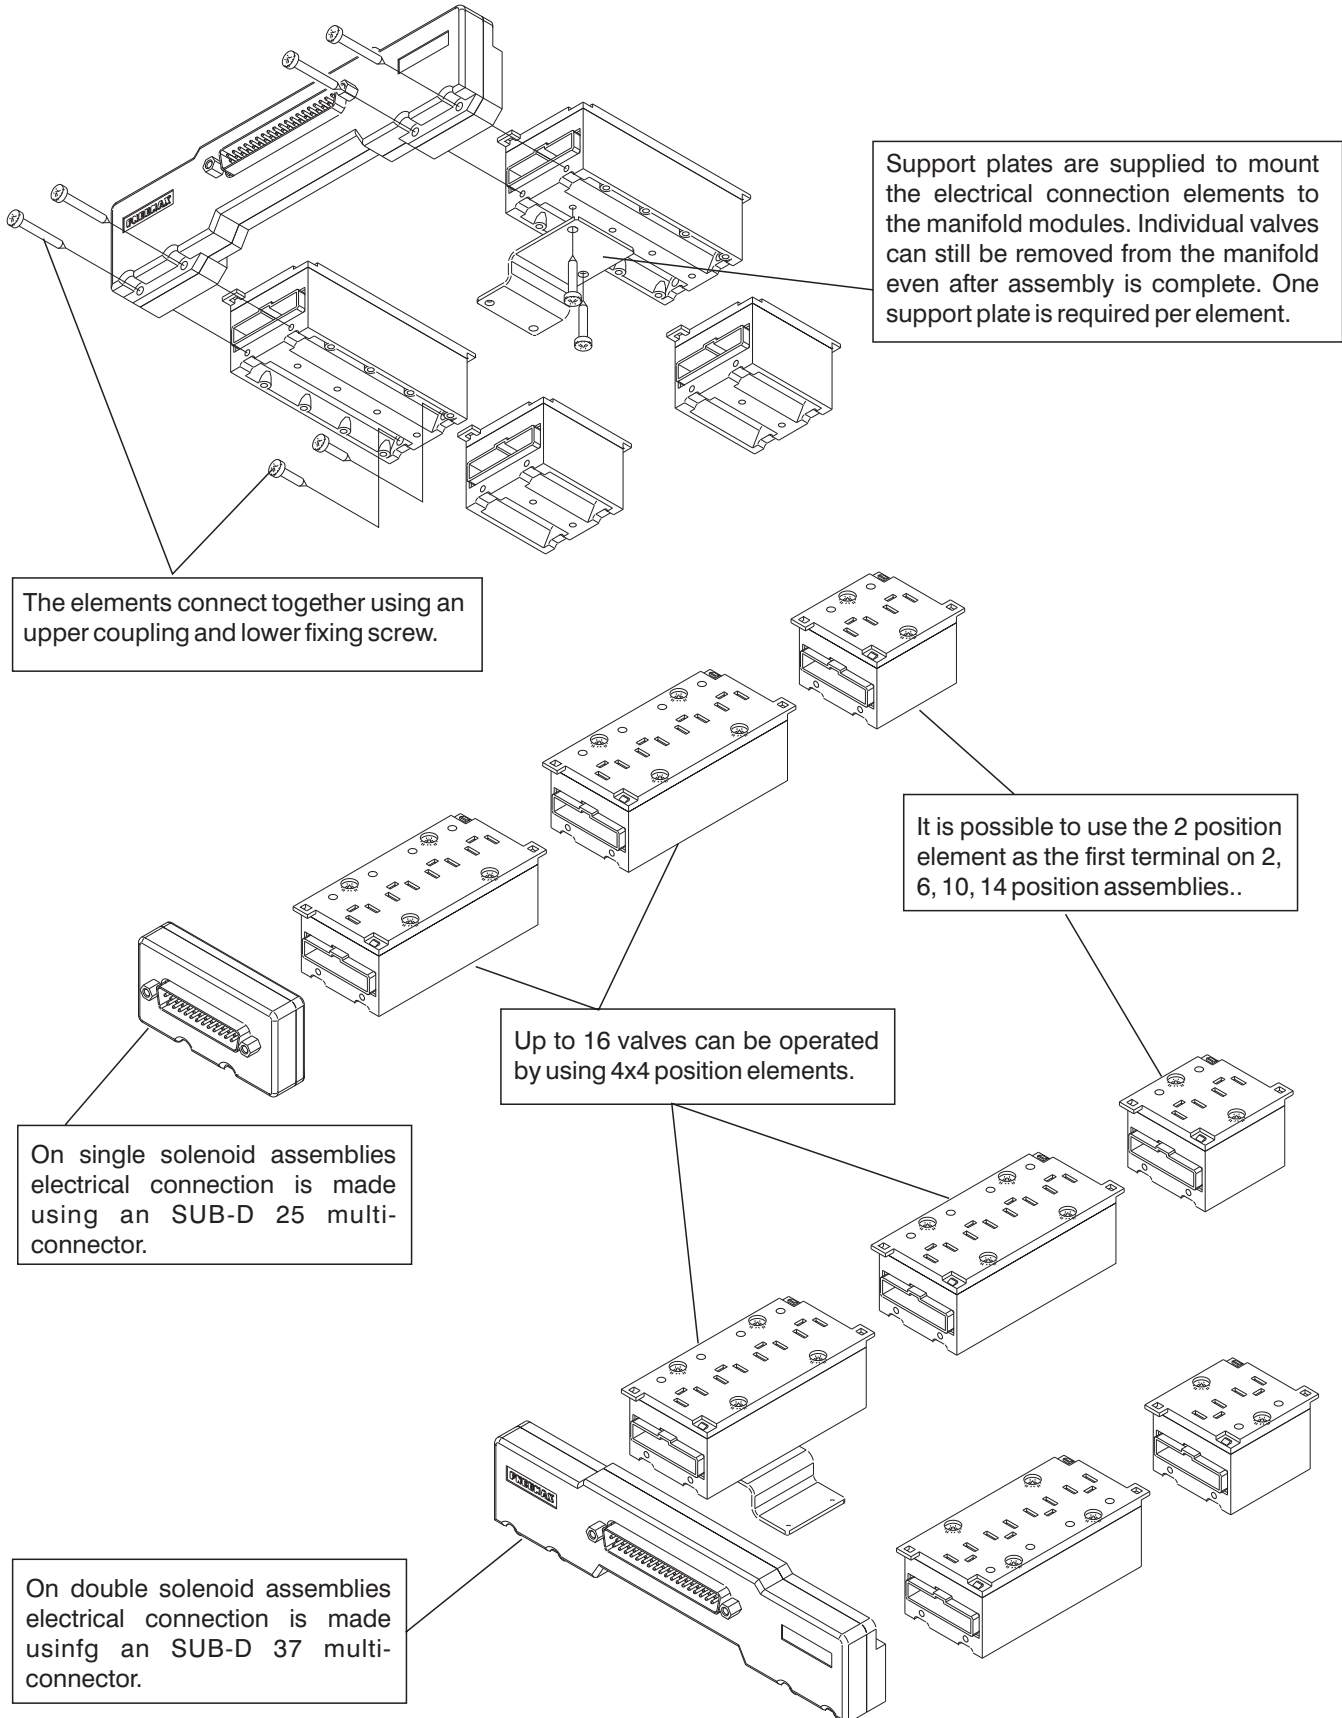 PNEUMAX
Support plates are supplied to mount
the electrical connection elements to
the manifold modules. Individual valves
can still be removed from the manifold
even after assembly is complete. One
support plate is required per element.
The elements connect together using an
upper coupling and lower fixing screw.
It is possible to use the 2 position
element as the first terminal on 2,
6, 10, 14 position assemblies..
Up to 16 valves can be operated
by using 4x4 position elements.
On single solenoid assemblies
electrical connection is made
using an SUB-D 25 multi-
connector.
PNEUMAX
On double solenoid assemblies
electrical connection is made
usinfg an SUB-D 37 multi-
connector.